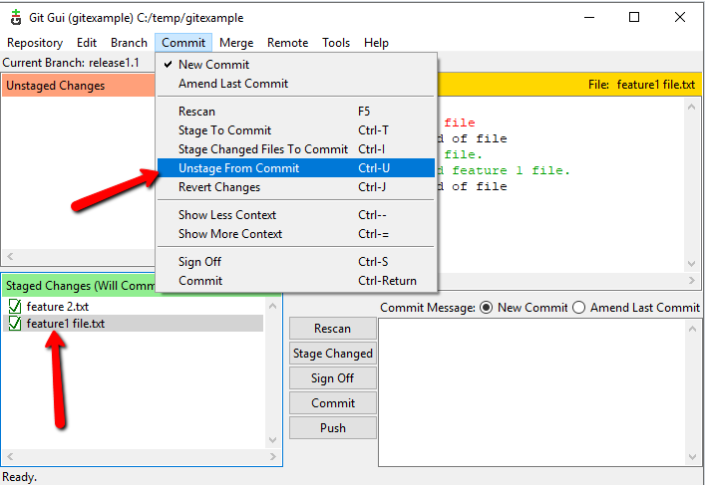 Git Gui (gitexample) C:/temp/gitexample
Repository Edit Branch Commit Merge Remote Tools Help
Current Branch: release1.1
Unstaged Changes
File: feature1 file.txt
New Commit
Amend Last Commit
Rescan F5
Stage To Commit Ctrl-T
Stage Changed Files To Commit Ctrl-I
Unstage From Commit Ctrl-U
Revert Changes Ctrl-J
Show Less Context Ctrl--
Show More Context Ctrl-=
Sign Off Ctrl-S
Commit Ctrl-Return
file
d of file
file.
d feature 1 file.
d of file
Staged Changes (Will Comm
feature 2.txt
feature1 file.txt
Rescan
Stage Changed
Sign Off
Commit
Push
Commit Message: New Commit Amend Last Commit
Ready.